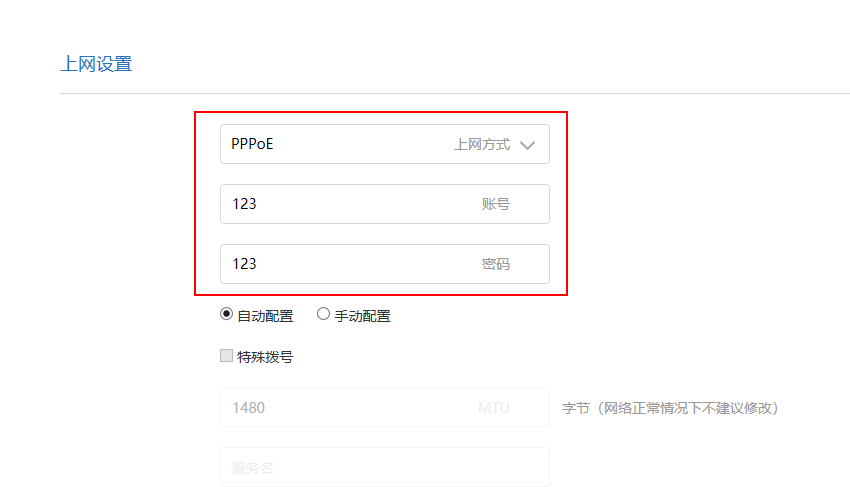 上网设置
PPPoE 上网方式
123 账号
123 密码
自动配置 手动配置
特殊拨号
1480 MTU 字节（网络正常情况下不建议修改）
服务名